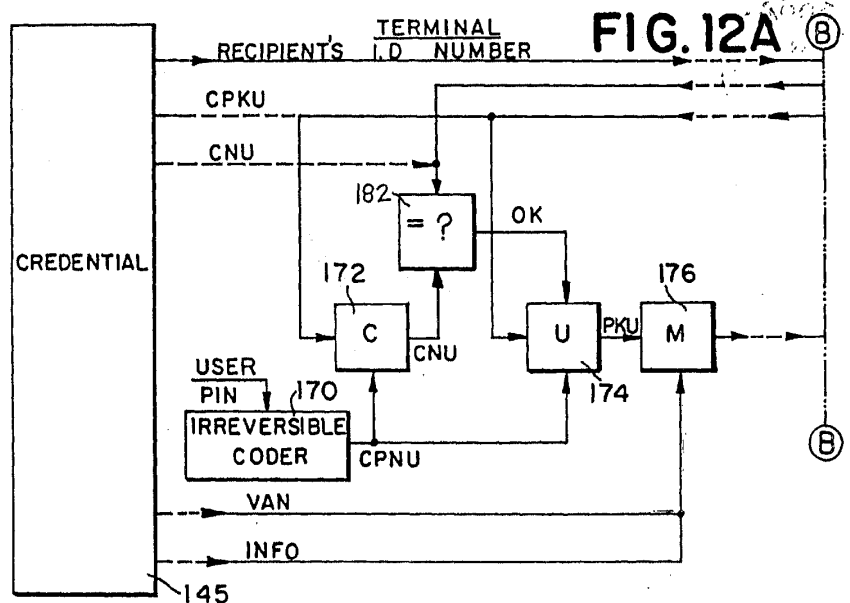 FIG. 12A
B
TERMINAL
RECIPIENT'S I.D NUMBER
CPKU
CNU
182
= ?
OK
CREDENTIAL
172
176
C
CNU
U
PKU
M
174
USER
PIN
170
IRREVERSIBLE
CODER
CPNU
B
VAN
INFO
145